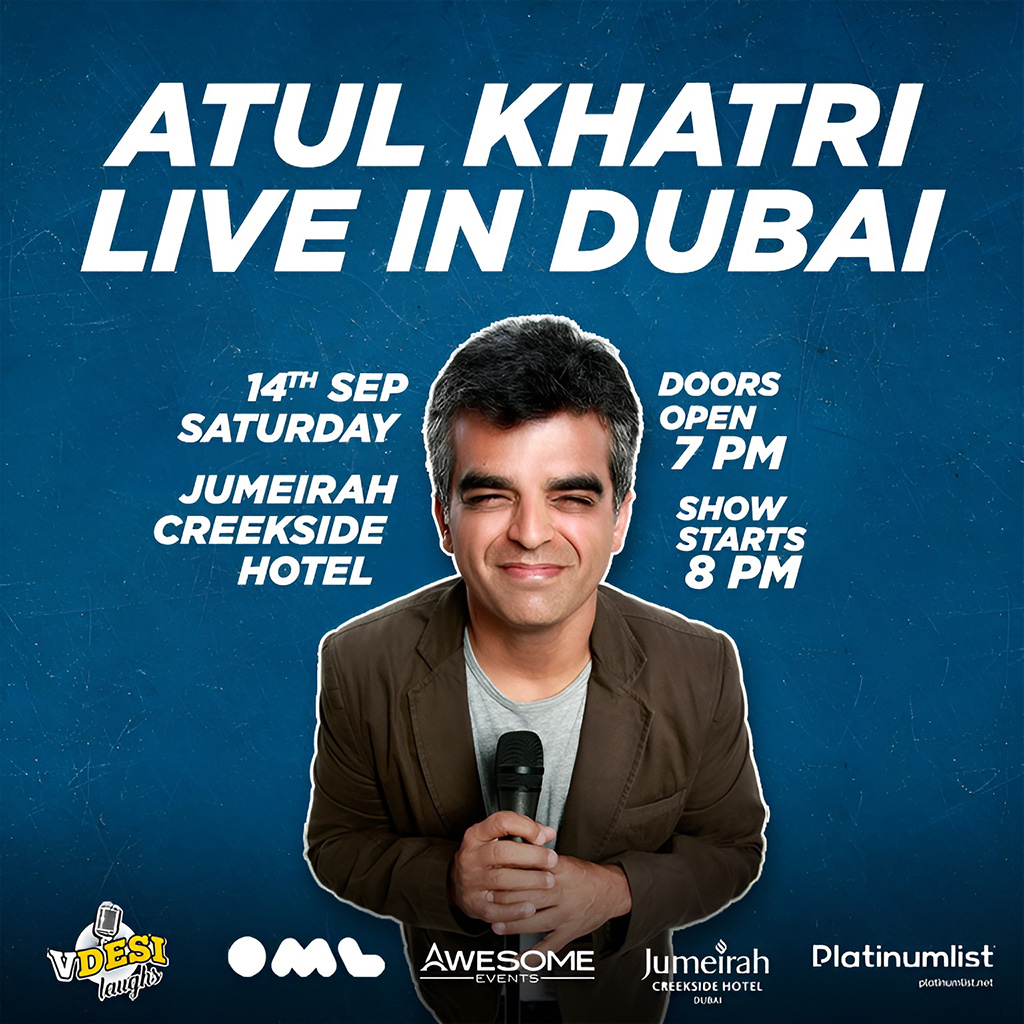 ATUL KHATRI
LIVE IN DUBAI
14TH SEP
SATURDAY
JUMEIRAH
CREEKSIDE
HOTEL
DOORS
OPEN
7 PM
SHOW
STARTS
8 PM
VDESI
laughs
OML
AWESOME
EVENTS
Jumeirah
CREEKSIDE HOTEL
DUBAI
Platinumlist
platinumlist.net